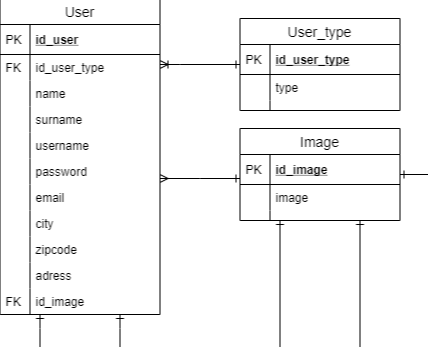 User
PK id_user
FK id_user_type
name
surname
username
password
email
city
zipcode
adress
FK id_image
User_type
PK id_user_type
type
Image
PK id_image
image